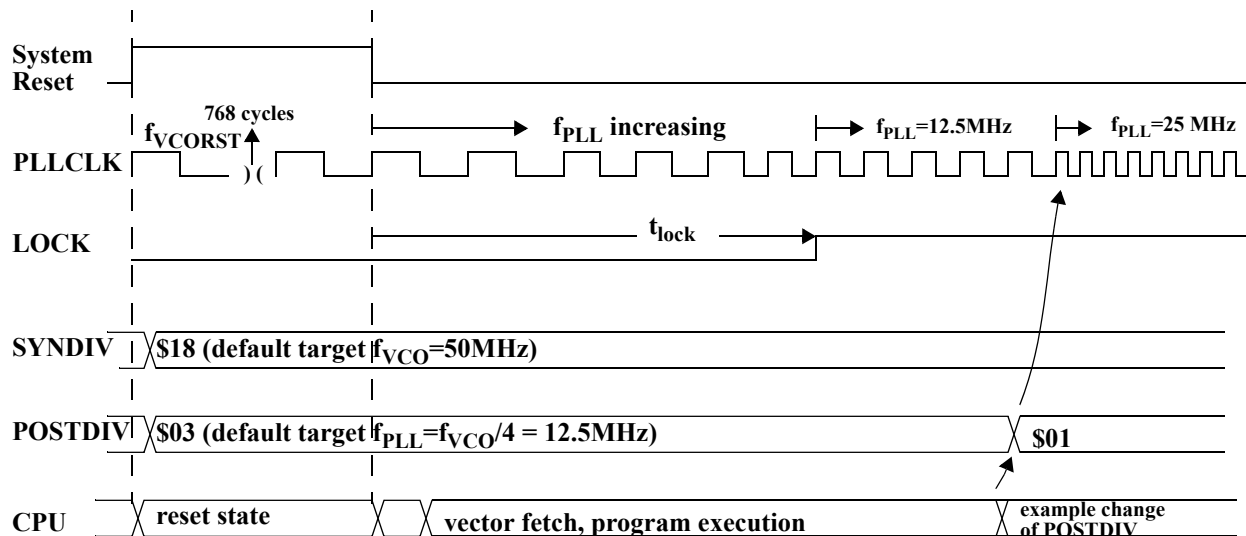 System
Reset
768 cycles
fVCORST
fPLL increasing
fPLL=12.5MHz
fPLL=25 MHz
PLLCLK
) (
LOCK
tlock
SYNDIV
$18 (default target fVCO=50MHz)
POSTDIV
$03 (default target fPLL=fVCO/4 = 12.5MHz)
$01
CPU
reset state
vector fetch, program execution
example change
of POSTDIV